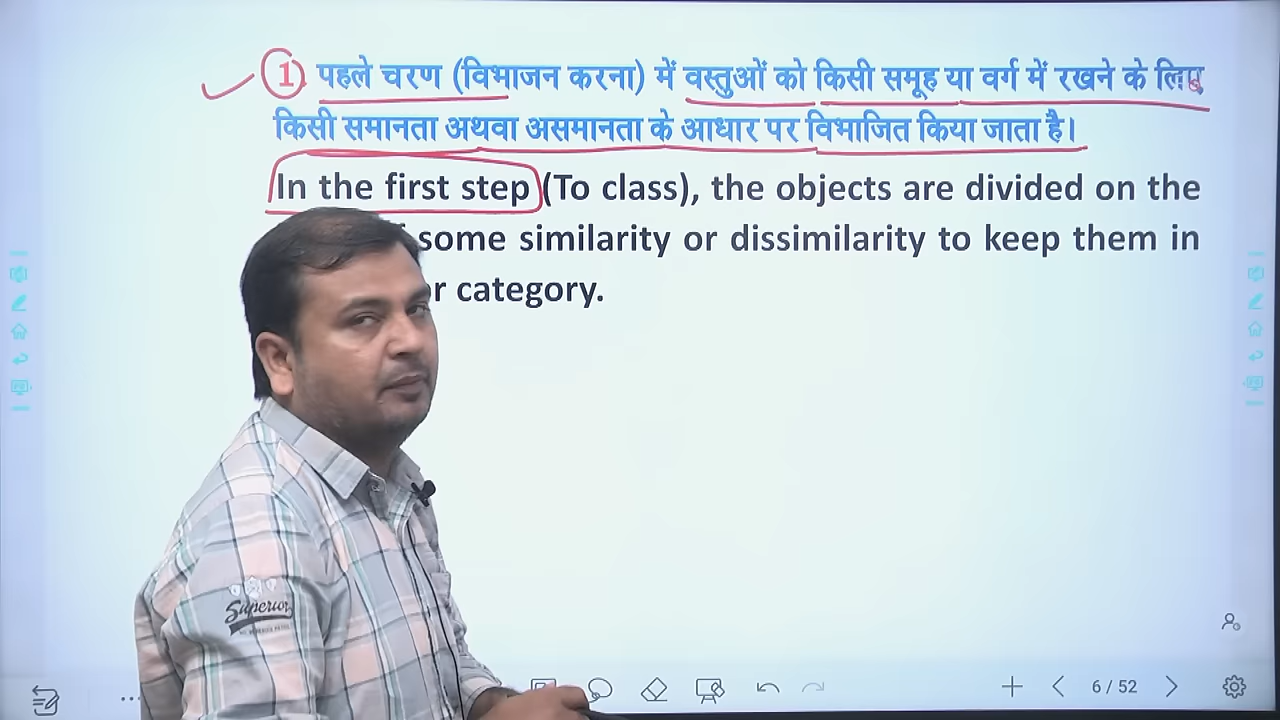 1. पहले चरण (विभाजन करना) में वस्तुओं को किसी समूह या वर्ग में रखने के लिए
किसी समानता अथवा असमानता के आधार पर विभाजित किया जाता है।
In the first step (To class), the objects are divided on the
some similarity or dissimilarity to keep them in
category.
Superior
6 / 52